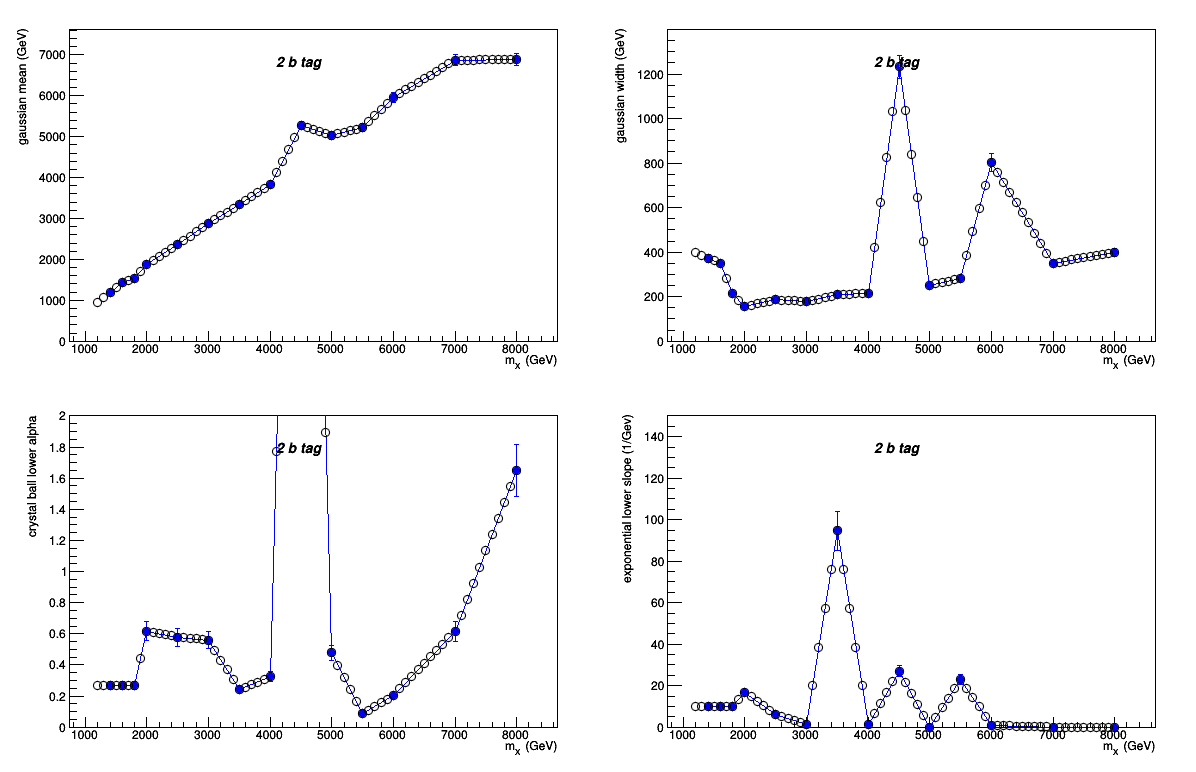 gaussian mean (GeV)
2 b tag
7000
6000
5000
4000
3000
2000
1000
0
1000 2000 3000 4000 5000 6000 7000 8000
mx (GeV)
gaussian width (GeV)
2 b tag
1200
1000
800
600
400
200
0
1000 2000 3000 4000 5000 6000 7000 8000
mx (GeV)
crystal ball lower alpha
2 b tag
2
1.8
1.6
1.4
1.2
1
0.8
0.6
0.4
0.2
0
1000 2000 3000 4000 5000 6000 7000 8000
mx (GeV)
exponential lower slope (1/Gev)
2 b tag
140
120
100
80
60
40
20
0
1000 2000 3000 4000 5000 6000 7000 8000
mx (GeV)